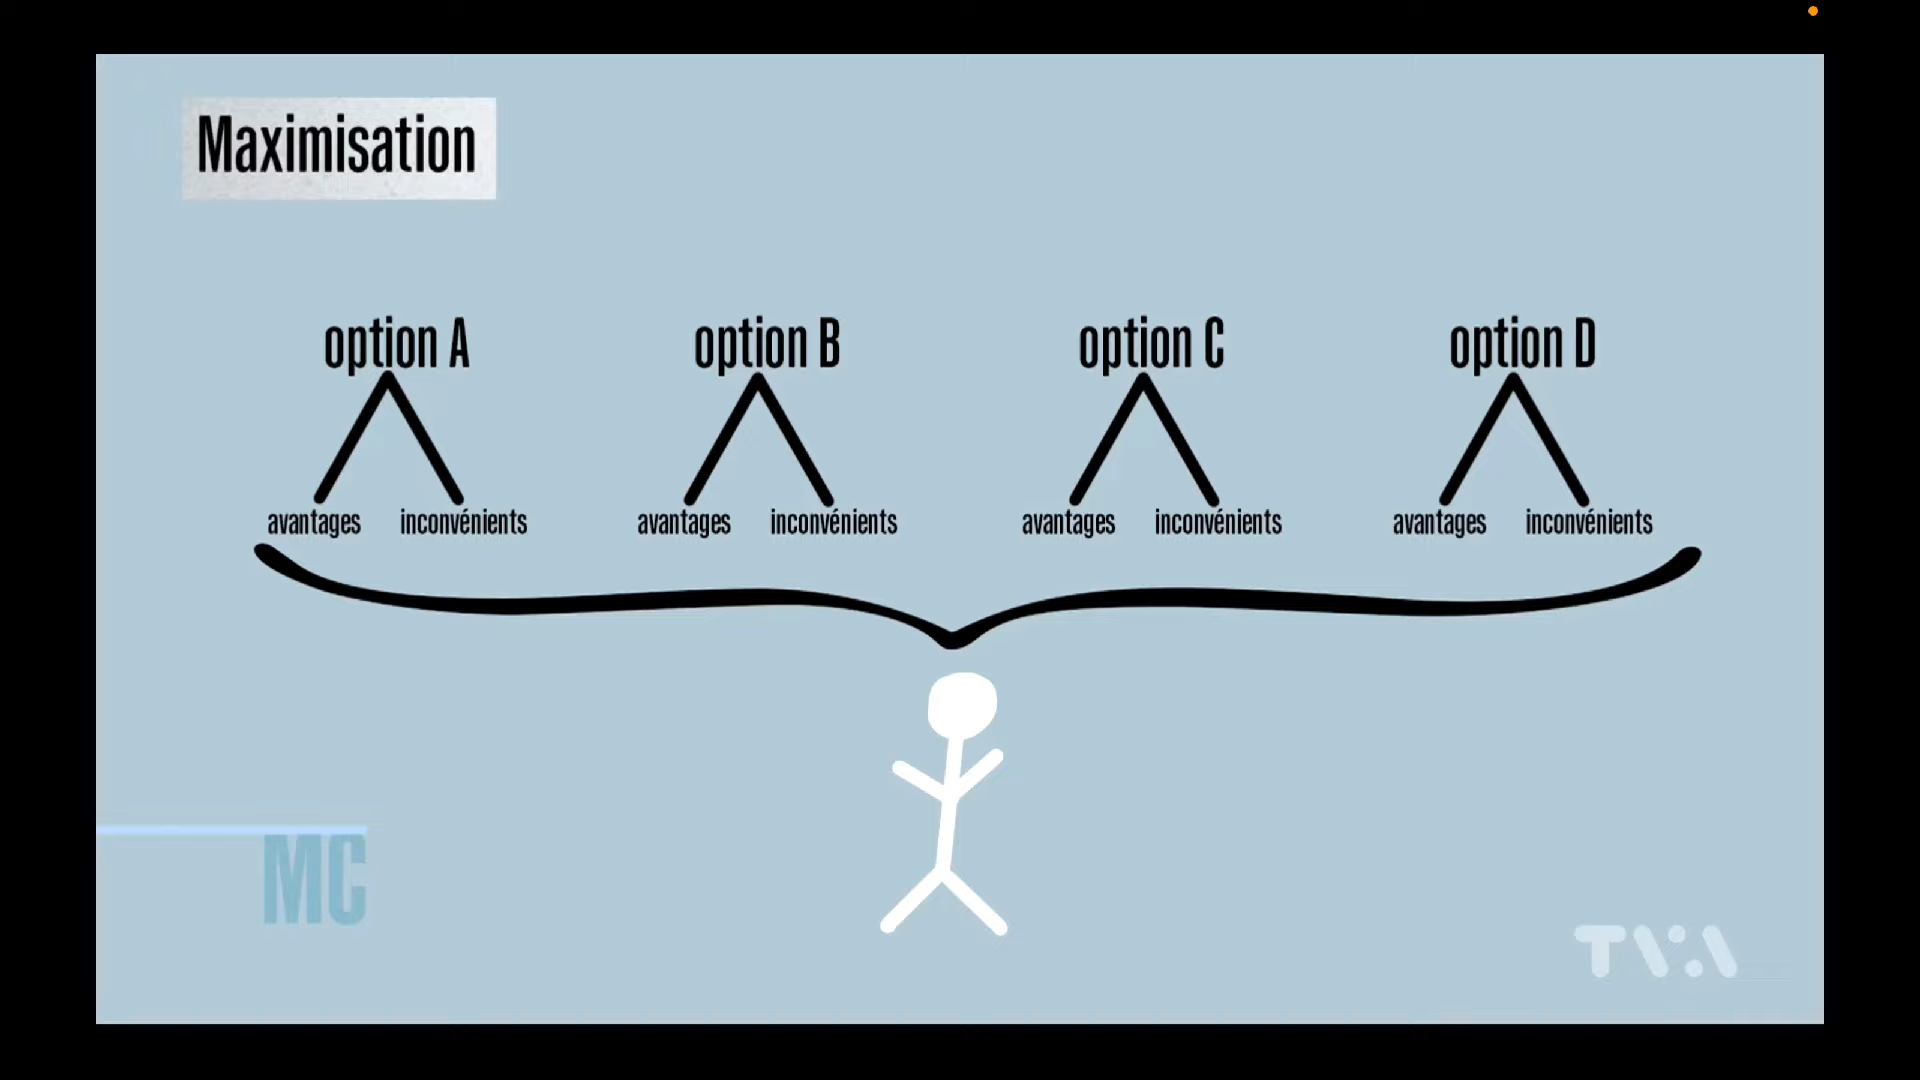 Maximisation
option A option B option C option D
avantages inconvénients avantages inconvénients avantages inconvénients avantages inconvénients
MC
TVA